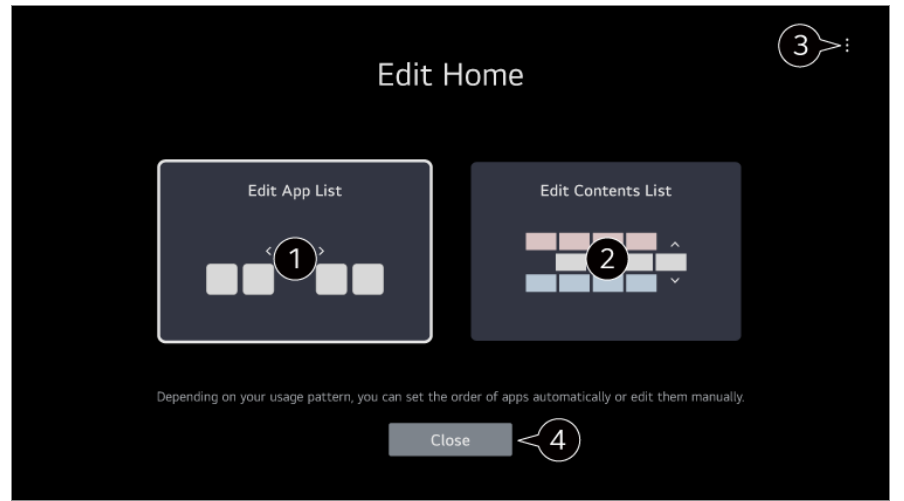 3
Edit Home
Edit App List
Edit Contents List
1
2
Depending on your usage pattern, you can set the order of apps automatically or edit them manually.
Close
4